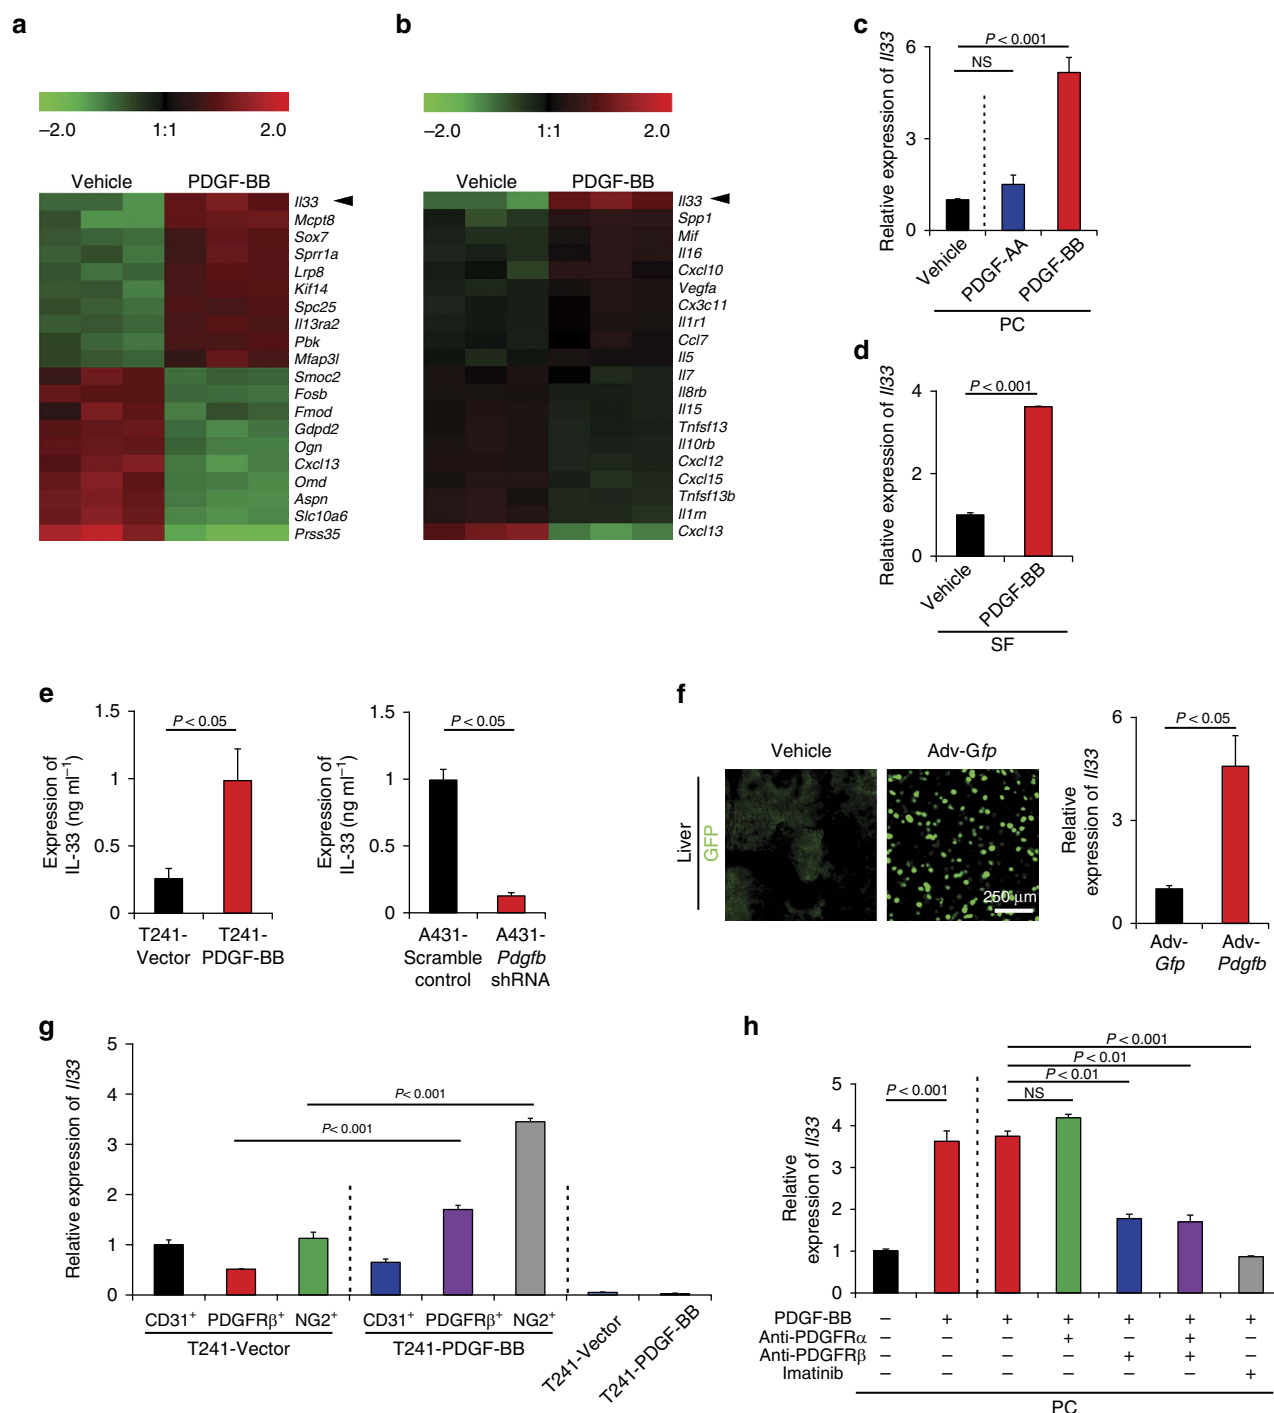 a
−2.0 1:1 2.0
Vehicle PDGF-BB
Il33
Mcpt8
Sox7
Sprr1a
Lrp8
Kif14
Spc25
Il13ra2
Pbk
Mfap3l
Smoc2
Fosb
Fmod
Gdpd2
Ogn
Cxcl13
Omd
Aspn
Slc10a6
Prss35
b
−2.0 1:1 2.0
Vehicle PDGF-BB
Il33
Spp1
Mif
Il16
Cxcl10
Vegfa
Cx3c11
Il1r1
Ccl7
Il5
Il7
Il8rb
Il15
Tnfsf13
Il10rb
Cxcl12
Cxcl15
Tnfsf13b
Il1rn
Cxcl13
c
Relative expression of Il33
6
3
0
P < 0.001
NS
Vehicle
PDGF-AA
PDGF-BB
PC
d
Relative expression of Il33
4
2
0
P < 0.001
Vehicle
PDGF-BB
SF
e
Expression of
IL-33 (ng ml⁻¹)
1.5
1
0.5
0
P < 0.05
T241-
Vector
T241-
PDGF-BB
Expression of
IL-33 (ng ml⁻¹)
1.5
1
0.5
0
P < 0.05
A431-
Scramble
control
A431-
Pdgfb
shRNA
f
Vehicle Adv-Gfp
Liver
GFP
250 µm
Relative
expression of Il33
6
3
0
P < 0.05
Adv-
Gfp
Adv-
Pdgfb
g
Relative expression of Il33
5
4
3
2
1
0
P< 0.001
P< 0.001
CD31⁺ PDGFRβ⁺ NG2⁺
T241-Vector
CD31⁺ PDGFRβ⁺ NG2⁺
T241-PDGF-BB
T241-Vector
T241-PDGF-BB
h
Relative
expression of Il33
5
4
3
2
1
0
P < 0.001
P < 0.001
P < 0.01
P < 0.01
NS
PDGF-BB − + + + + + +
Anti-PDGFRα − − − + − + −
Anti-PDGFRβ − − − − + + −
Imatinib − − − − − − +
PC